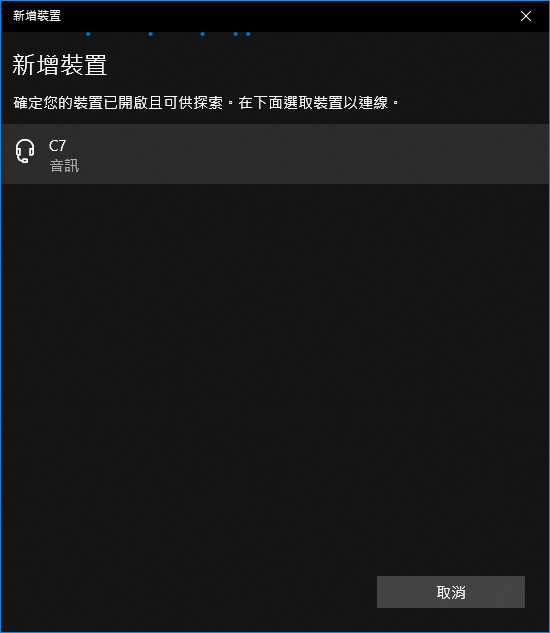 新增裝置
新增裝置
確定您的裝置已開啟且可供探索。在下面選取裝置以連線。
C7
音訊
取消